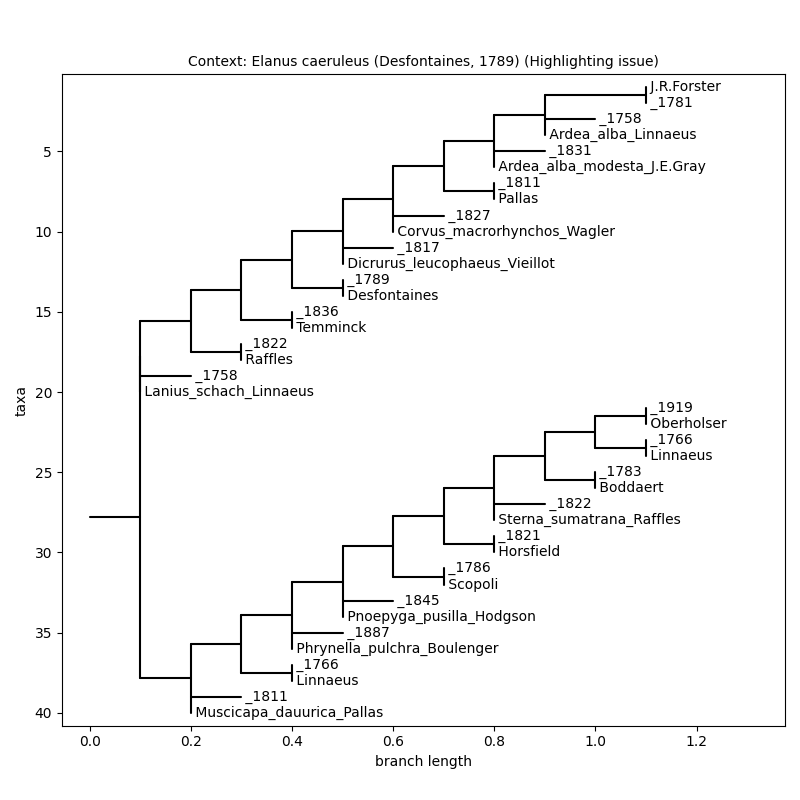 Context: Elanus caeruleus (Desfontaines, 1789) (Highlighting issue)
J.R.Forster
_1781
_1758
Ardea_alba_Linnaeus
_1831
Ardea_alba_modesta_J.E.Gray
_1811
Pallas
_1827
Corvus_macrorhynchos_Wagler
_1817
Dicrurus_leucophaeus_Vieillot
_1789
Desfontaines
_1836
Temminck
_1822
Raffles
_1758
Lanius_schach_Linnaeus
_1919
Oberholser
_1766
Linnaeus
_1783
Boddaert
_1822
Sterna_sumatrana_Raffles
_1821
Horsfield
_1786
Scopoli
_1845
Pnoepyga_pusilla_Hodgson
_1887
Phrynella_pulchra_Boulenger
_1766
Linnaeus
_1811
Muscicapa_dauurica_Pallas
5
10
15
20
25
30
35
40
taxa
0.0 0.2 0.4 0.6 0.8 1.0 1.2
branch length